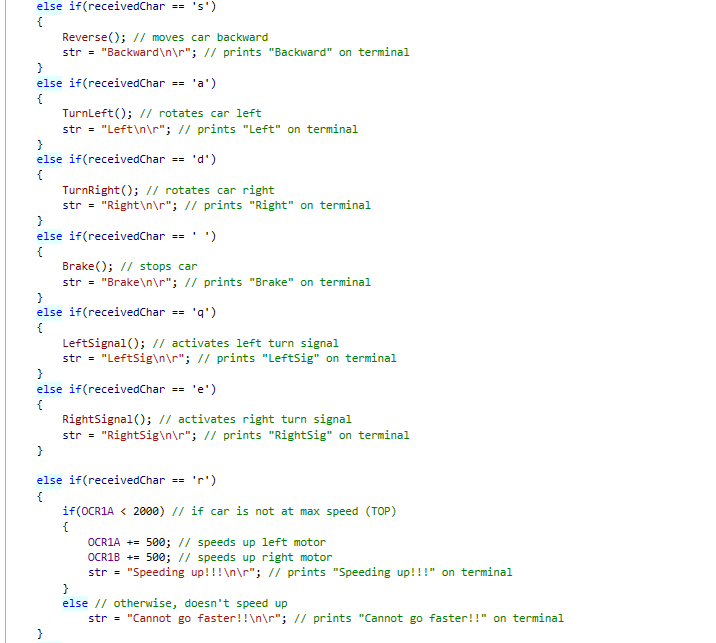 else if(receivedChar == 's')
{
Reverse(); // moves car backward
str = "Backward\n\r"; // prints "Backward" on terminal
}
else if(receivedChar == 'a')
{
TurnLeft(); // rotates car left
str = "Left\n\r"; // prints "Left" on terminal
}
else if(receivedChar == 'd')
{
TurnRight(); // rotates car right
str = "Right\n\r"; // prints "Right" on terminal
}
else if(receivedChar == ' ')
{
Brake(); // stops car
str = "Brake\n\r"; // prints "Brake" on terminal
}
else if(receivedChar == 'q')
{
LeftSignal(); // activates left turn signal
str = "LeftSig\n\r"; // prints "LeftSig" on terminal
}
else if(receivedChar == 'e')
{
RightSignal(); // activates right turn signal
str = "RightSig\n\r"; // prints "RightSig" on terminal
}
else if(receivedChar == 'r')
{
if(OCR1A < 2000) // if car is not at max speed (TOP)
{
OCR1A += 500; // speeds up left motor
OCR1B += 500; // speeds up right motor
str = "Speeding up!!!\n\r"; // prints "Speeding up!!!" on terminal
}
else // otherwise, doesn't speed up
str = "Cannot go faster!!\n\r"; // prints "Cannot go faster!!" on terminal
}